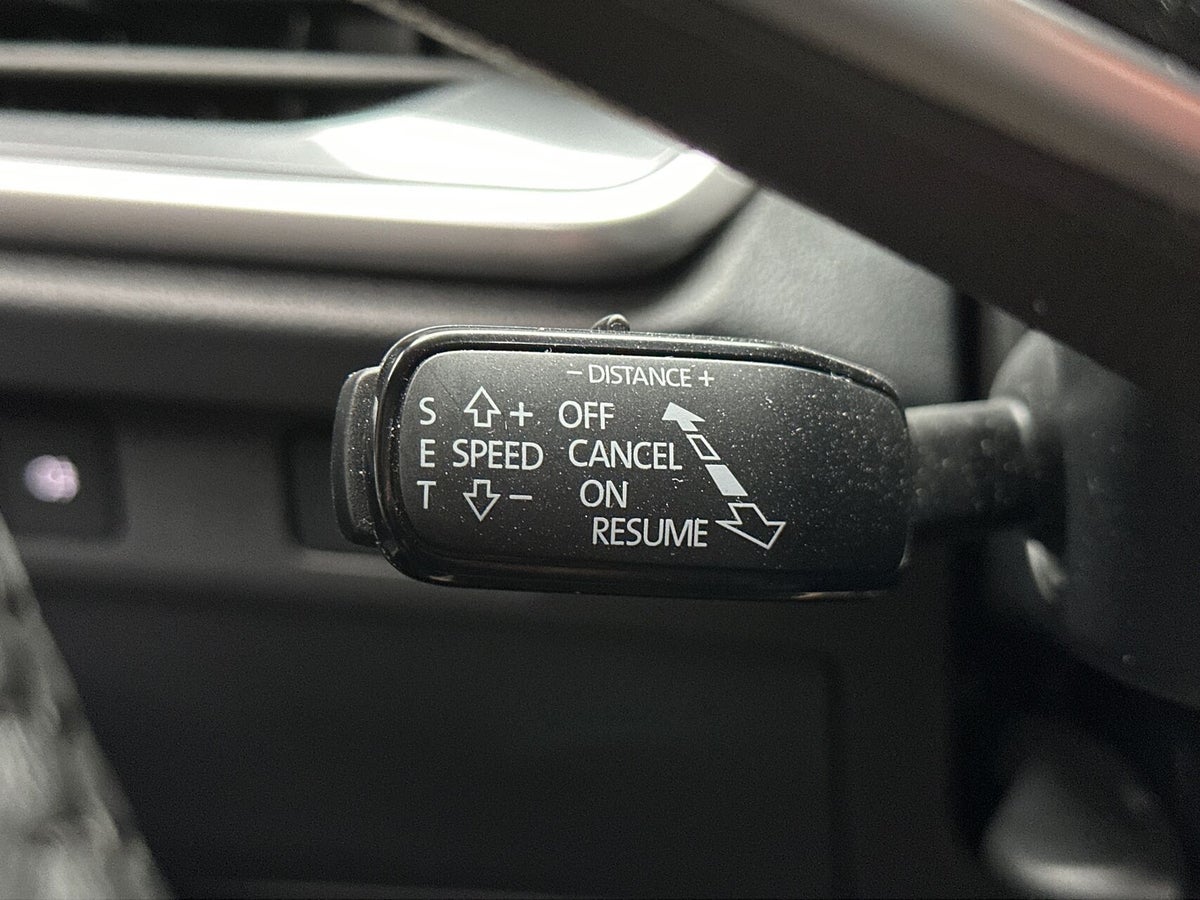 - DISTANCE +
S + OFF
E SPEED CANCEL
T - ON
RESUME